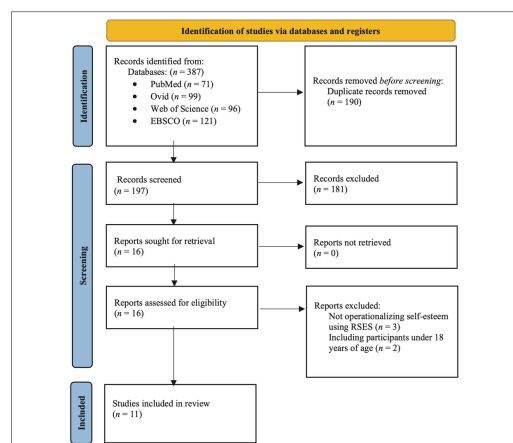 Identification of studies via databases and registers
Identification
Records identified from:
Databases: (n = 387)
• PubMed (n = 71)
• Ovid (n = 99)
• Web of Science (n = 96)
• EBSCO (n = 121)
Records removed before screening:
Duplicate records removed
(n = 190)
Screening
Records screened
(n = 197)
Records excluded
(n = 181)
Reports sought for retrieval
(n = 16)
Reports not retrieved
(n = 0)
Reports assessed for eligibility
(n = 16)
Reports excluded:
Not operationalizing self-esteem
using RSES (n = 3)
Including participants under 18
years of age (n = 2)
Included
Studies included in review
(n = 11)